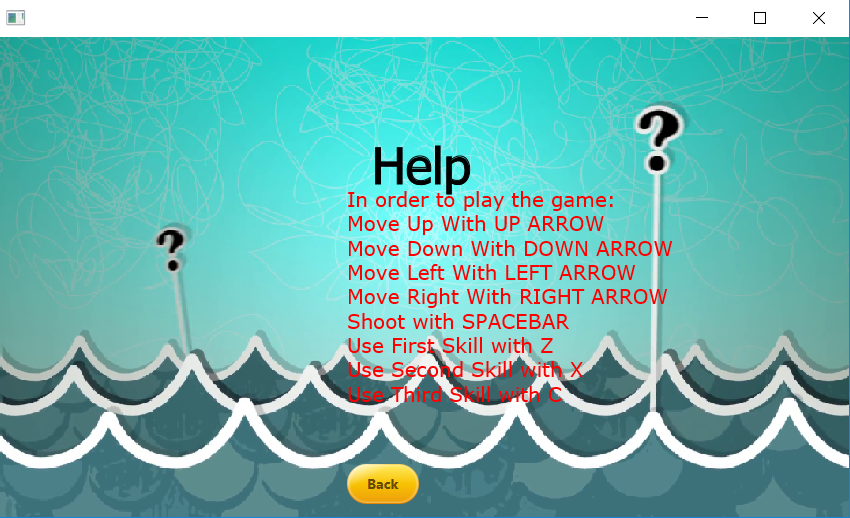 ?
?
Help
In order to play the game:
Move Up With UP ARROW
Move Down With DOWN ARROW
Move Left With LEFT ARROW
Move Right With RIGHT ARROW
Shoot with SPACEBAR
Use First Skill with Z
Use Second Skill with X
Use Third Skill with C
Back